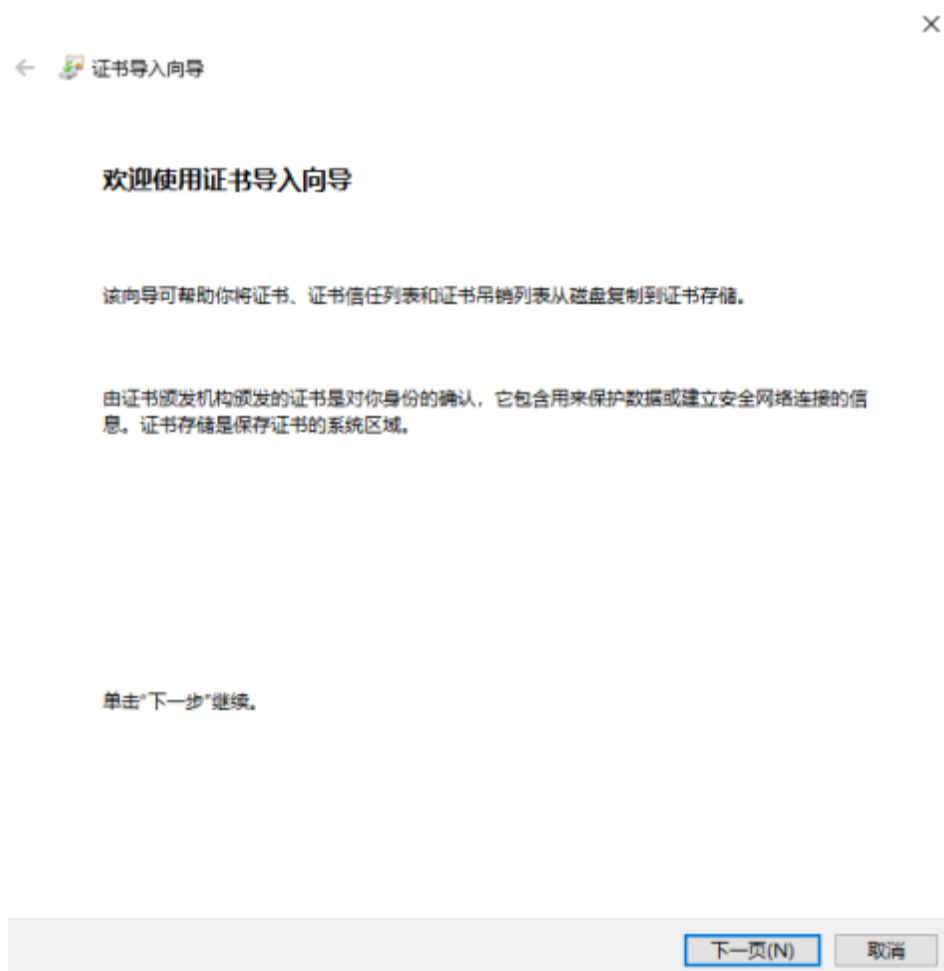 证书导入向导
欢迎使用证书导入向导
该向导可帮助你将证书、证书信任列表和证书吊销列表从磁盘复制到证书存储。
由证书颁发机构颁发的证书是对你身份的确认，它包含用来保护数据或建立安全网络连接的信
息。证书存储是保存证书的系统区域。
单击"下一步"继续。
下一页(N) 取消